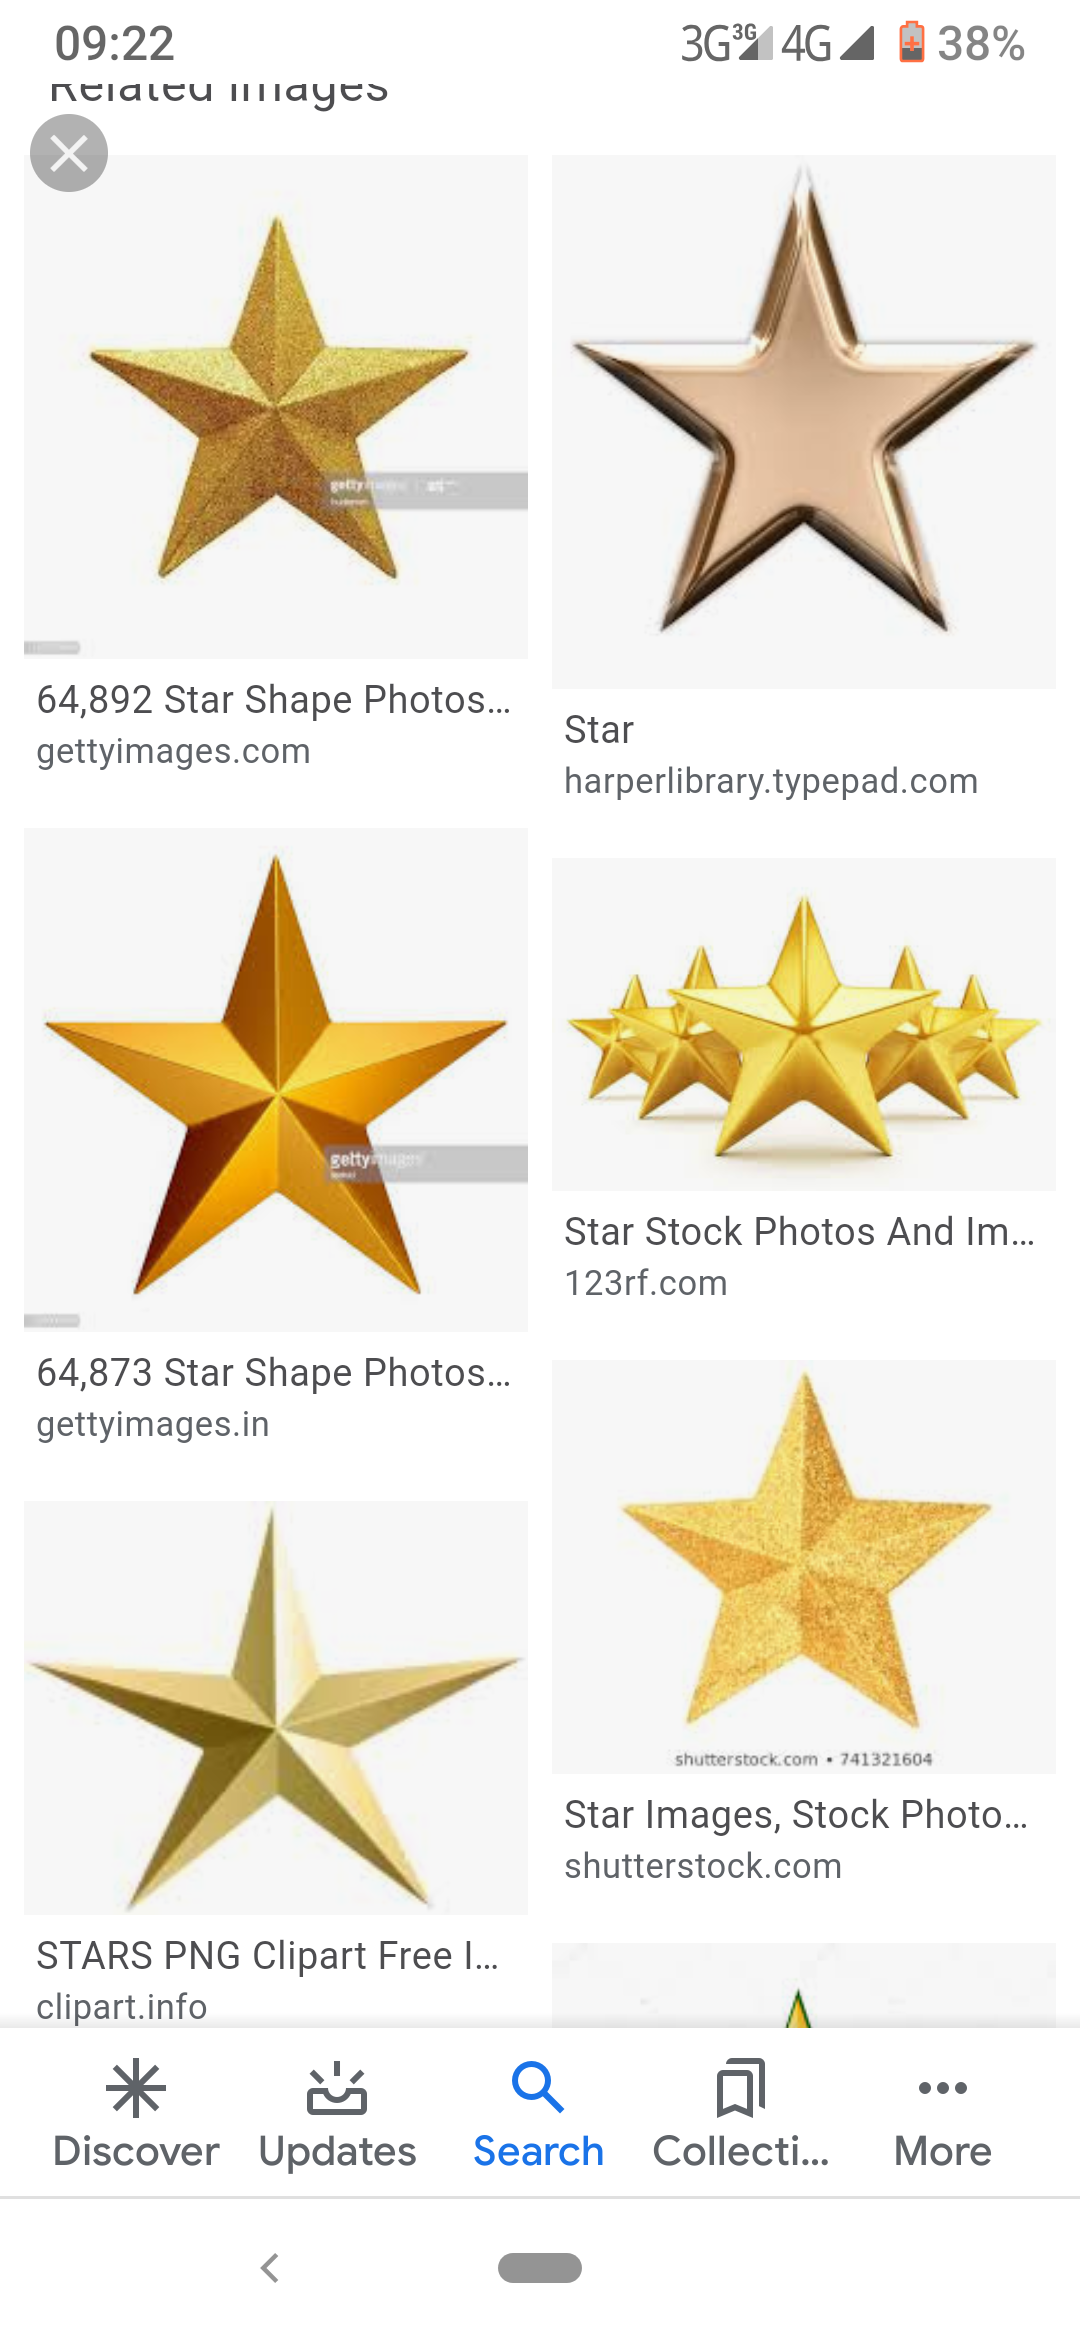 09:22
3G 3G 4G 38%
Related images
gettyimages
64,892 Star Shape Photos...
gettyimages.com
Star
harperlibrary.typepad.com
gettyimages
64,873 Star Shape Photos...
gettyimages.in
Star Stock Photos And Im...
123rf.com
shutterstock.com • 741321604
Star Images, Stock Photo...
shutterstock.com
STARS PNG Clipart Free I...
clipart.info
Discover Updates Search Collecti... More